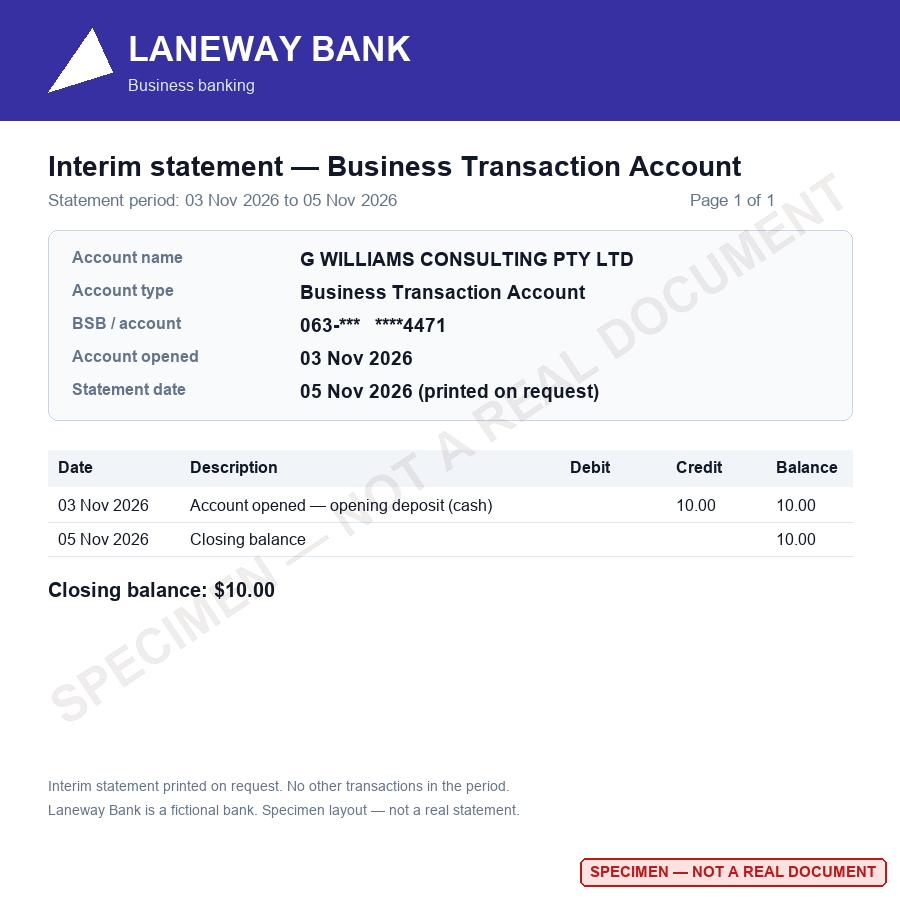 LANEWAY BANK
Business banking
Interim statement — Business Transaction Account
Statement period: 03 Nov 2026 to 05 Nov 2026 Page 1 of 1
Account name G WILLIAMS CONSULTING PTY LTD
Account type Business Transaction Account
BSB / account 063-*** ****4471
Account opened 03 Nov 2026
Statement date 05 Nov 2026 (printed on request)
Date Description Debit Credit Balance
03 Nov 2026 Account opened — opening deposit (cash) 10.00 10.00
05 Nov 2026 Closing balance 10.00
Closing balance: $10.00
SPECIMEN — NOT A REAL DOCUMENT
Interim statement printed on request. No other transactions in the period.
Laneway Bank is a fictional bank. Specimen layout — not a real statement.
SPECIMEN — NOT A REAL DOCUMENT